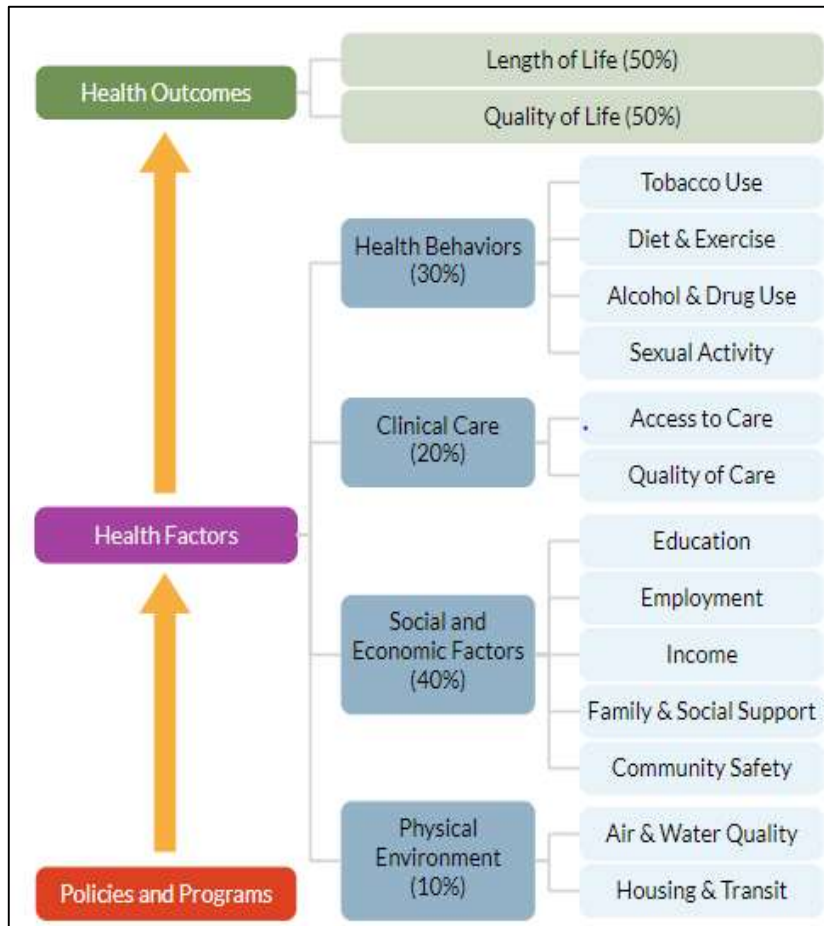 Health Outcomes
Length of Life (50%)
Quality of Life (50%)
Health Factors
Health Behaviors
(30%)
Tobacco Use
Diet & Exercise
Alcohol & Drug Use
Sexual Activity
Clinical Care
(20%)
Access to Care
Quality of Care
Social and
Economic Factors
(40%)
Education
Employment
Income
Family & Social Support
Community Safety
Physical
Environment
(10%)
Air & Water Quality
Housing & Transit
Policies and Programs